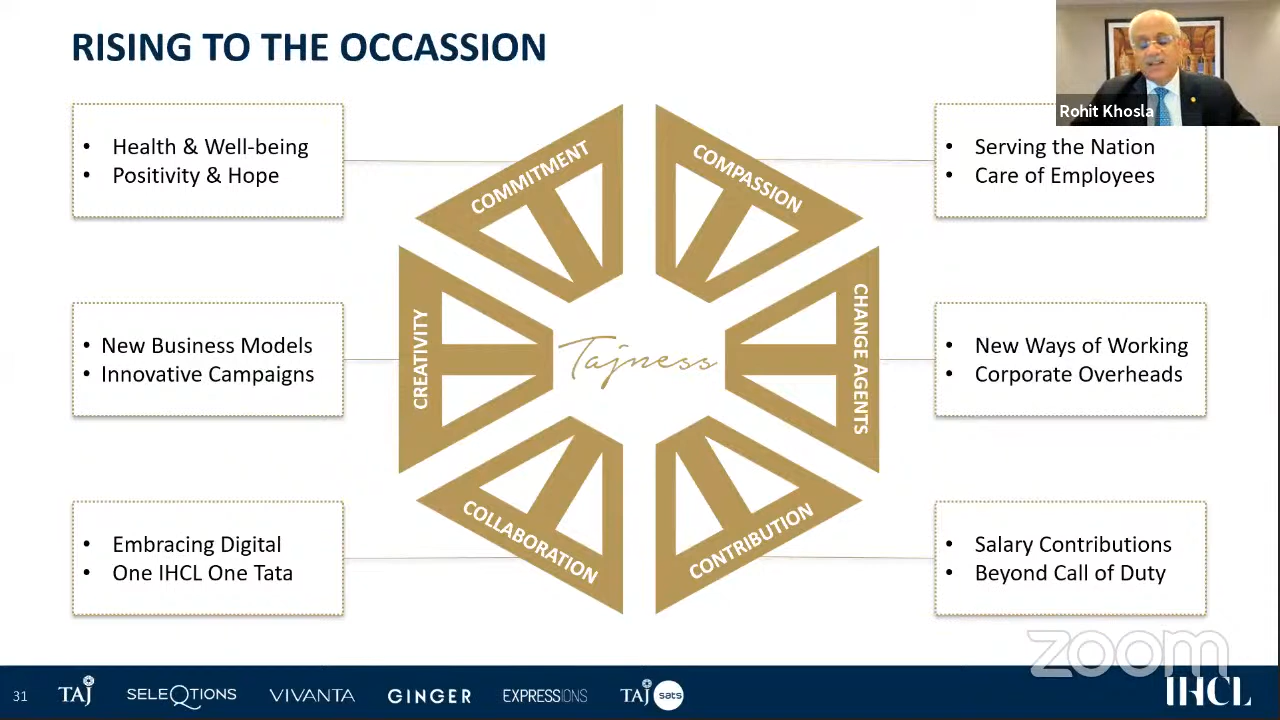 RISING TO THE OCCASSION
Rohit Khosla
• Health & Well-being
• Positivity & Hope
COMMITMENT
COMPASSION
• Serving the Nation
• Care of Employees
• New Business Models
• Innovative Campaigns
CREATIVITY
Tajness
CHANGE AGENTS
• New Ways of Working
• Corporate Overheads
• Embracing Digital
• One IHCL One Tata
COLLABORATION
CONTRIBUTION
• Salary Contributions
• Beyond Call of Duty
zoom
31
TAJ
SELEQTIONS
VIVANTA
GINGER
EXPRESSIONS
TAJ sats
IHCL